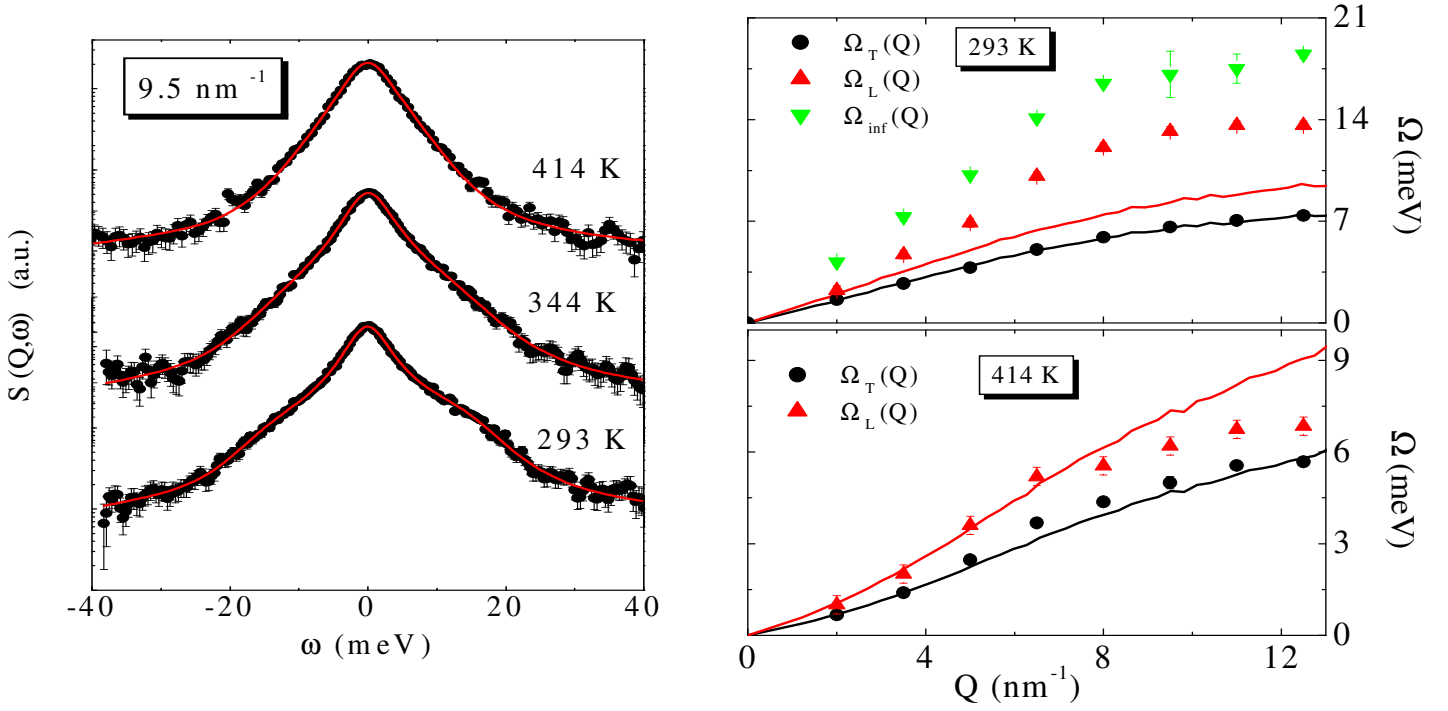 9.5 nm⁻¹
414 K
344 K
293 K
S (Q,ω) (a.u.)
-40 -20 0 20 40
ω (meV)
Ω_T(Q)
Ω_L(Q)
Ω_inf(Q)
293 K
21
14
7
0
Ω (meV)
Ω_T(Q)
Ω_L(Q)
414 K
9
6
3
0
Ω (meV)
0 4 8 12
Q (nm⁻¹)